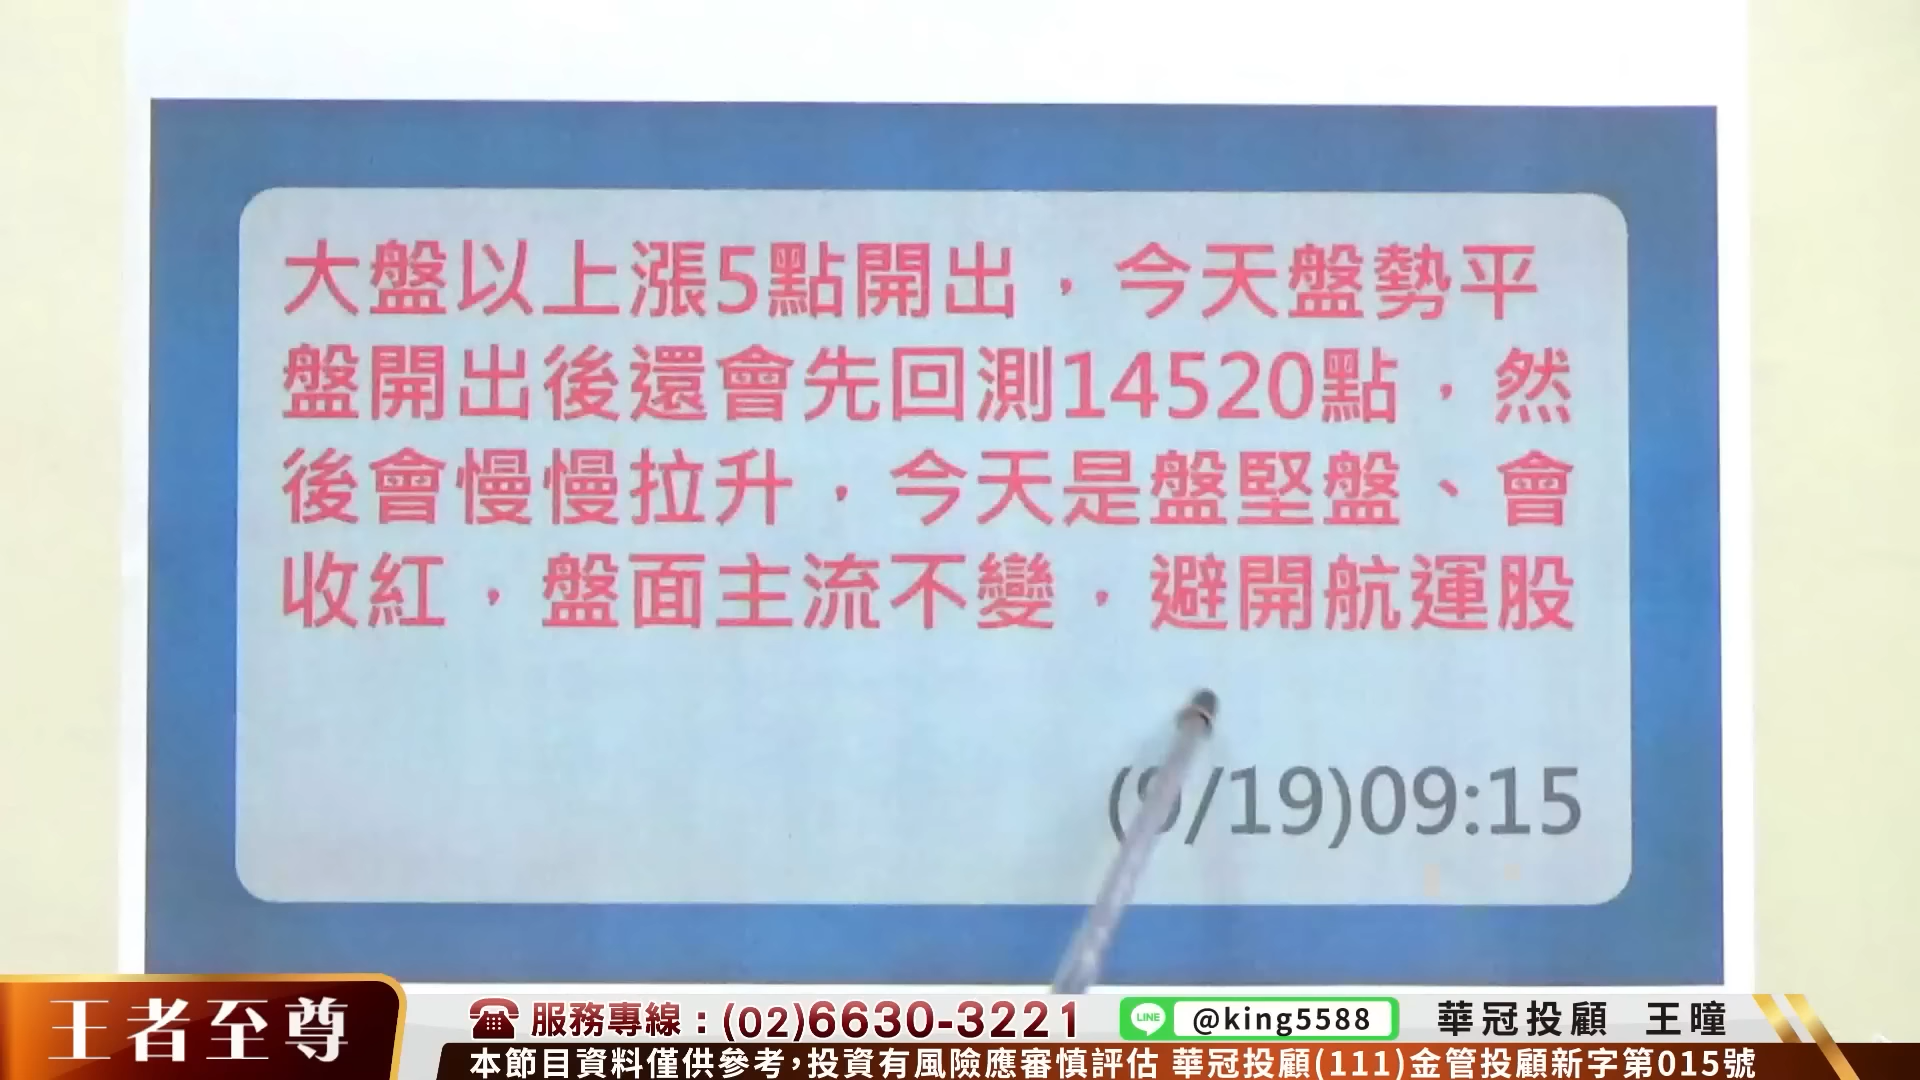 大盤以上漲5點開出，今天盤勢平
盤開出後還會先回測14520點，然
後會慢慢拉升，今天是盤堅盤、會
收紅，盤面主流不變，避開航運股
(9/19)09:15
王者至尊
服務專線：(02)6630-3221
LINE @king5588
華冠投顧 王曈
本節目資料僅供參考，投資有風險應審慎評估 華冠投顧(111)金管投顧新字第015號